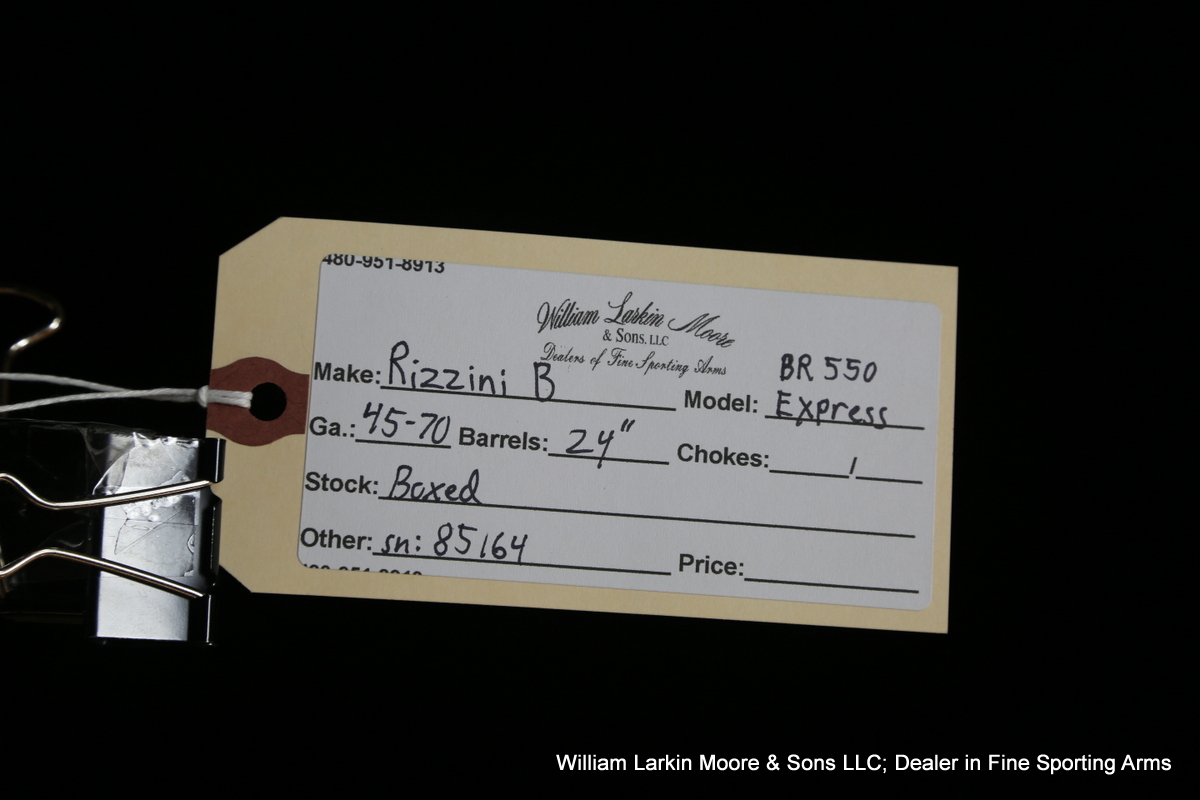 480-951-8913
William Larkin Moore
& Sons, LLC
Dealers of Fine Sporting Arms
Make: Rizzini B Model: BR 550 Express
Ga.: 45-70 Barrels: 24" Chokes: /
Stock: Boxed
Other: sn: 85164 Price:
William Larkin Moore & Sons LLC; Dealer in Fine Sporting Arms